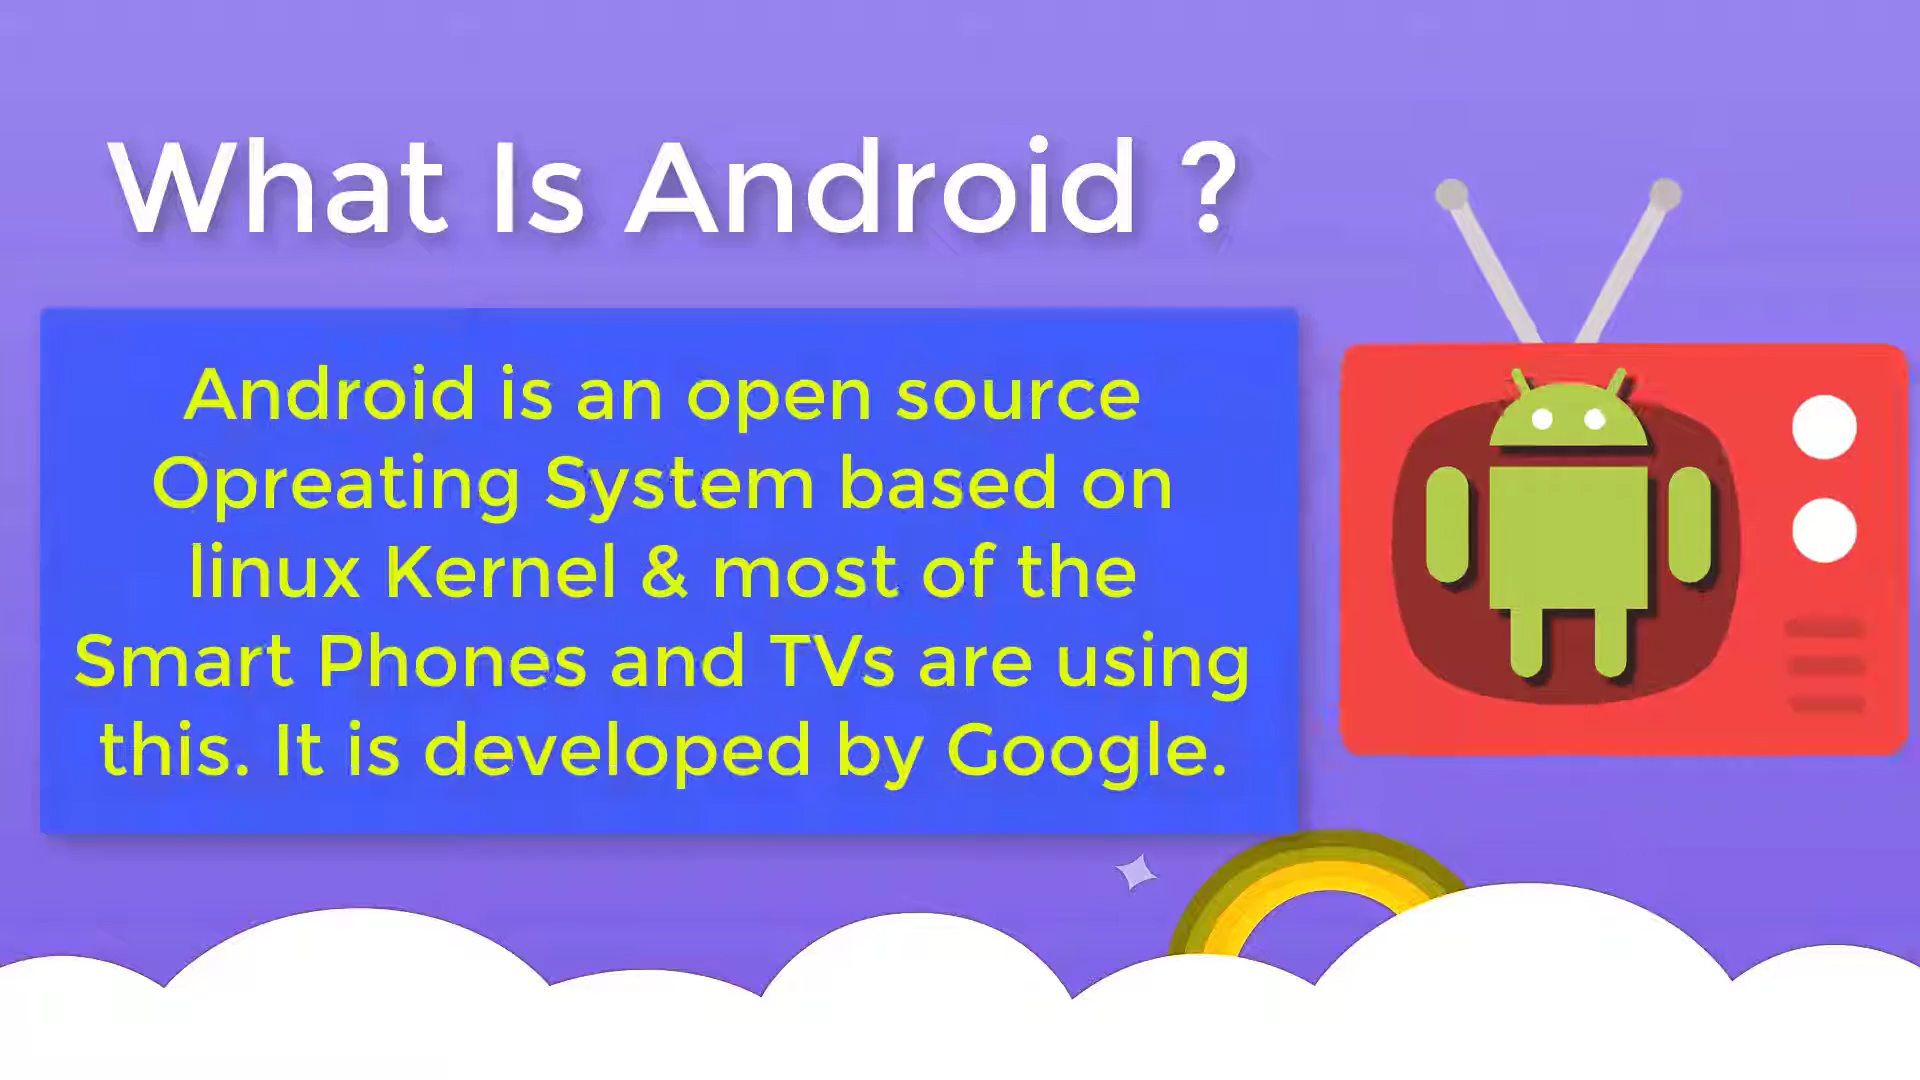 What Is Android ?
Android is an open source
Opreating System based on
linux Kernel & most of the
Smart Phones and TVs are using
this. It is developed by Google.